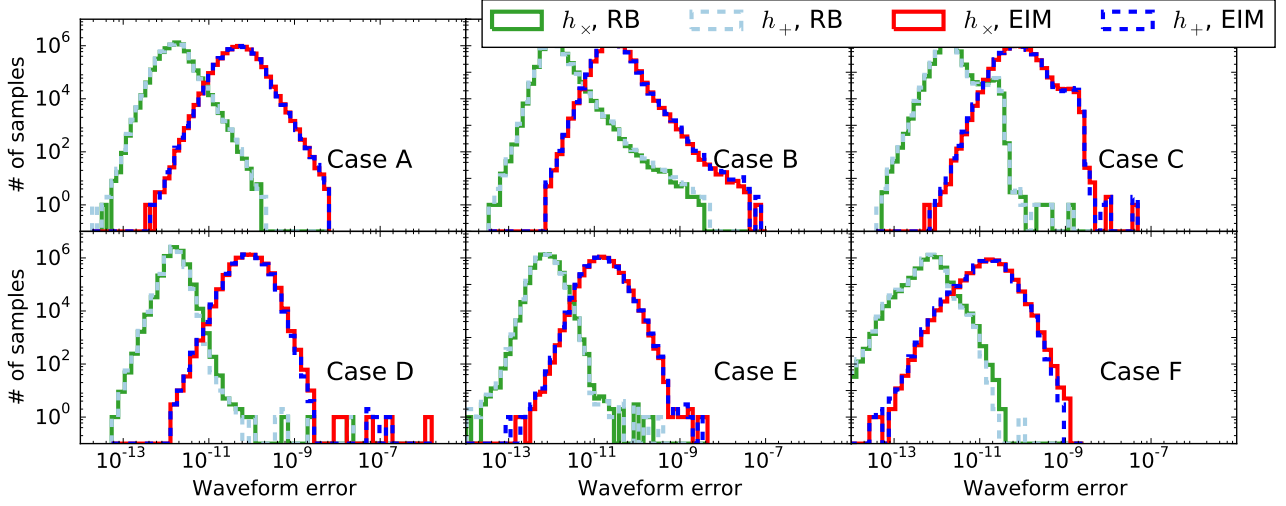 h×, RB h+, RB h×, EIM h+, EIM
# of samples
10^6
10^4
10^2
10^0
Case A
Case B
Case C
# of samples
10^6
10^4
10^2
10^0
Case D
Case E
Case F
10^-13 10^-11 10^-9 10^-7
10^-13 10^-11 10^-9 10^-7
10^-13 10^-11 10^-9
Waveform error
Waveform error
Waveform error